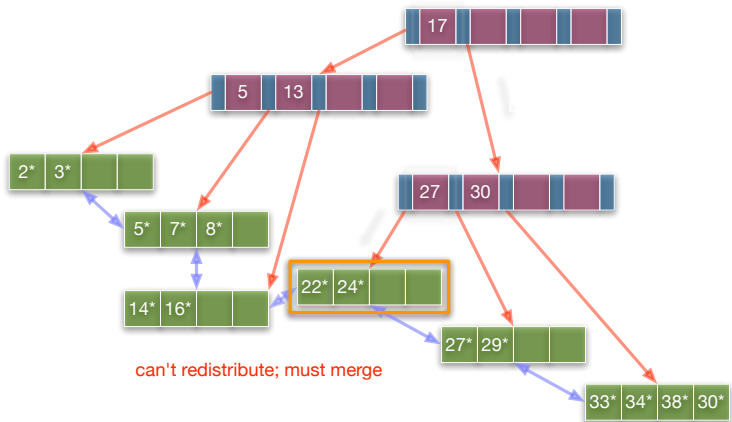 17
5 13
2* 3*
27 30
5* 7* 8*
22* 24*
14* 16*
27* 29*
can't redistribute; must merge
33* 34* 38* 30*